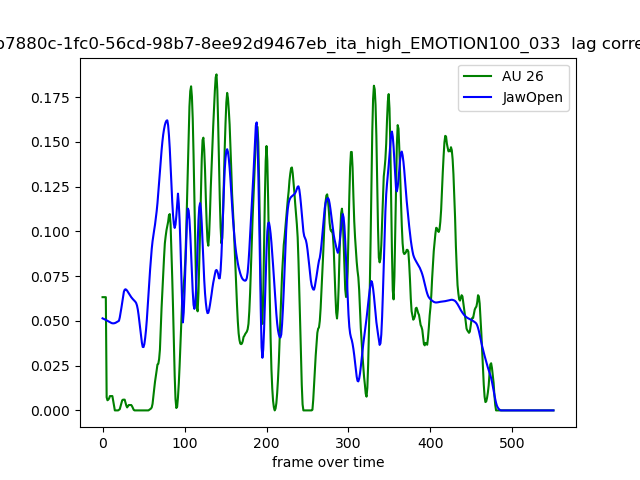 b7880c-1fc0-56cd-98b7-8ee92d9467eb_ita_high_EMOTION100_033 lag corre
AU 26
JawOpen
0.175
0.150
0.125
0.100
0.075
0.050
0.025
0.000
0 100 200 300 400 500
frame over time